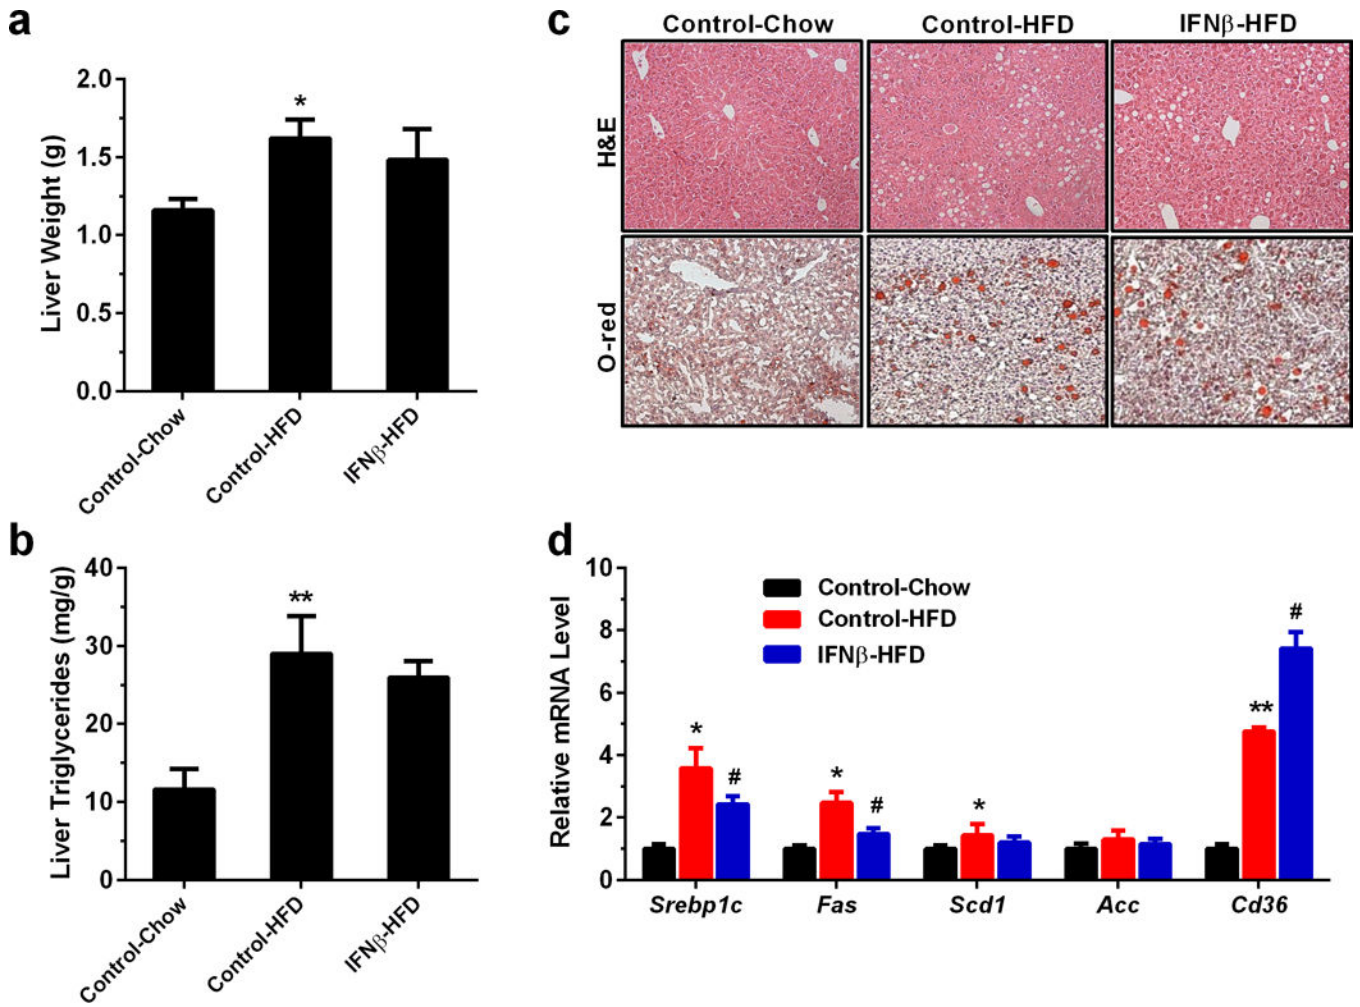 a
Liver Weight (g)
2.0
1.5
1.0
0.5
0.0
*
Control-Chow
Control-HFD
IFNβ-HFD
b
Liver Triglycerides (mg/g)
40
30
20
10
0
**
Control-Chow
Control-HFD
IFNβ-HFD
c
Control-Chow
Control-HFD
IFNβ-HFD
H&E
O-red
d
Relative mRNA Level
10
8
6
4
2
0
Control-Chow
Control-HFD
IFNβ-HFD
*
#
*
#
*
**
#
Srebp1c
Fas
Scd1
Acc
Cd36